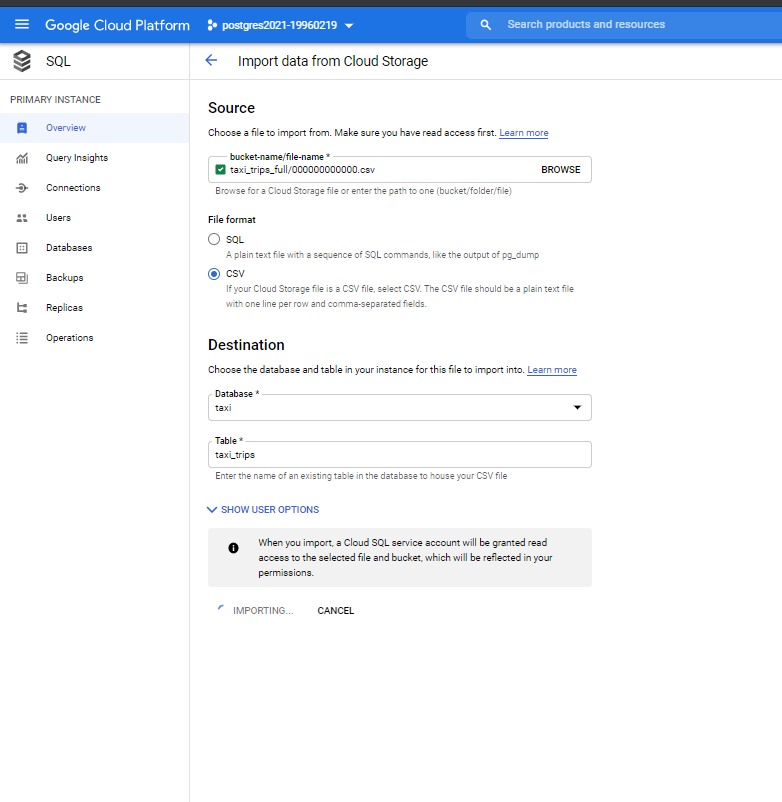 Google Cloud Platform
postgres2021-19960219
Search products and resources
SQL
Import data from Cloud Storage
PRIMARY INSTANCE
Overview
Query Insights
Connections
Users
Databases
Backups
Replicas
Operations
Source
Choose a file to import from. Make sure you have read access first. Learn more
bucket-name/file-name *
taxi_trips_full/000000000000.csv
BROWSE
Browse for a Cloud Storage file or enter the path to one (bucket/folder/file)
File format
SQL
A plain text file with a sequence of SQL commands, like the output of pg_dump
CSV
If your Cloud Storage file is a CSV file, select CSV. The CSV file should be a plain text file
with one line per row and comma-separated fields.
Destination
Choose the database and table in your instance for this file to import into. Learn more
Database *
taxi
Table *
taxi_trips
Enter the name of an existing table in the database to house your CSV file
SHOW USER OPTIONS
When you import, a Cloud SQL service account will be granted read
access to the selected file and bucket, which will be reflected in your
permissions.
IMPORTING...
CANCEL